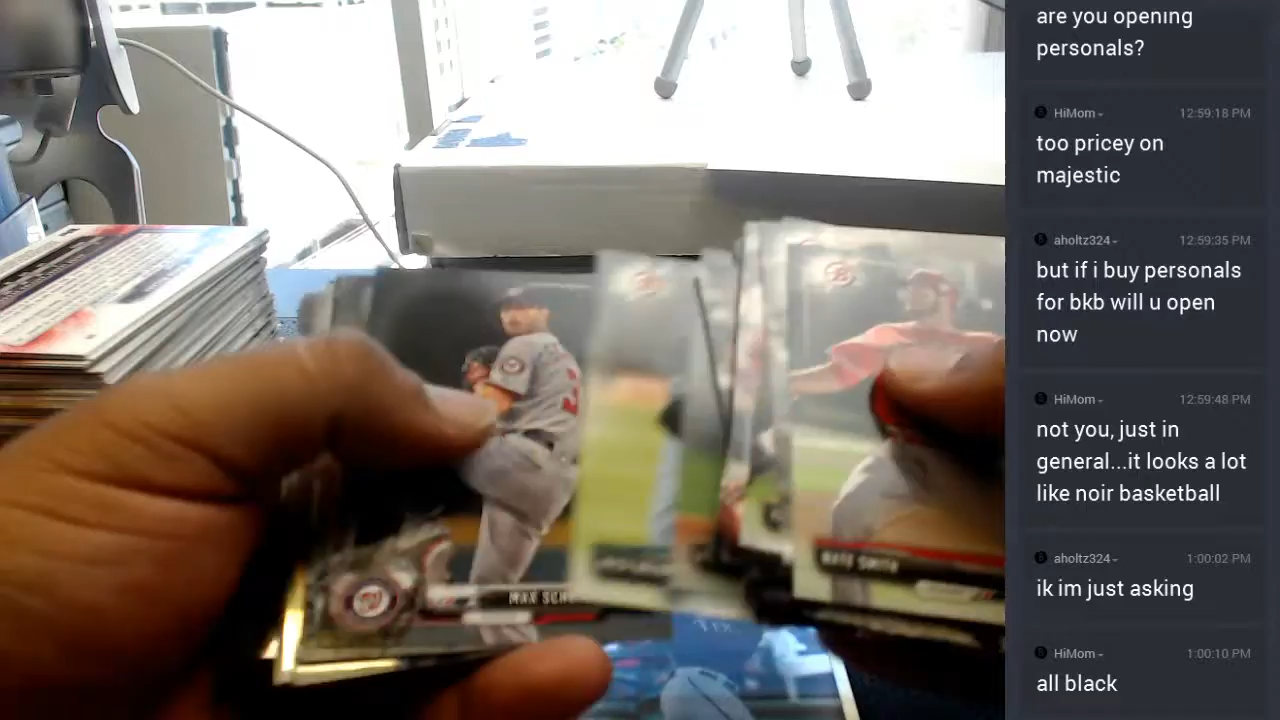 MAX SCHE
NATE SMITH
are you opening
personals?
HiMom 12:59:18 PM
too pricey on
majestic
aholtz324 12:59:35 PM
but if i buy personals
for bkb will u open
now
HiMom 12:59:48 PM
not you, just in
general...it looks a lot
like noir basketball
aholtz324 1:00:02 PM
ik im just asking
HiMom 1:00:10 PM
all black